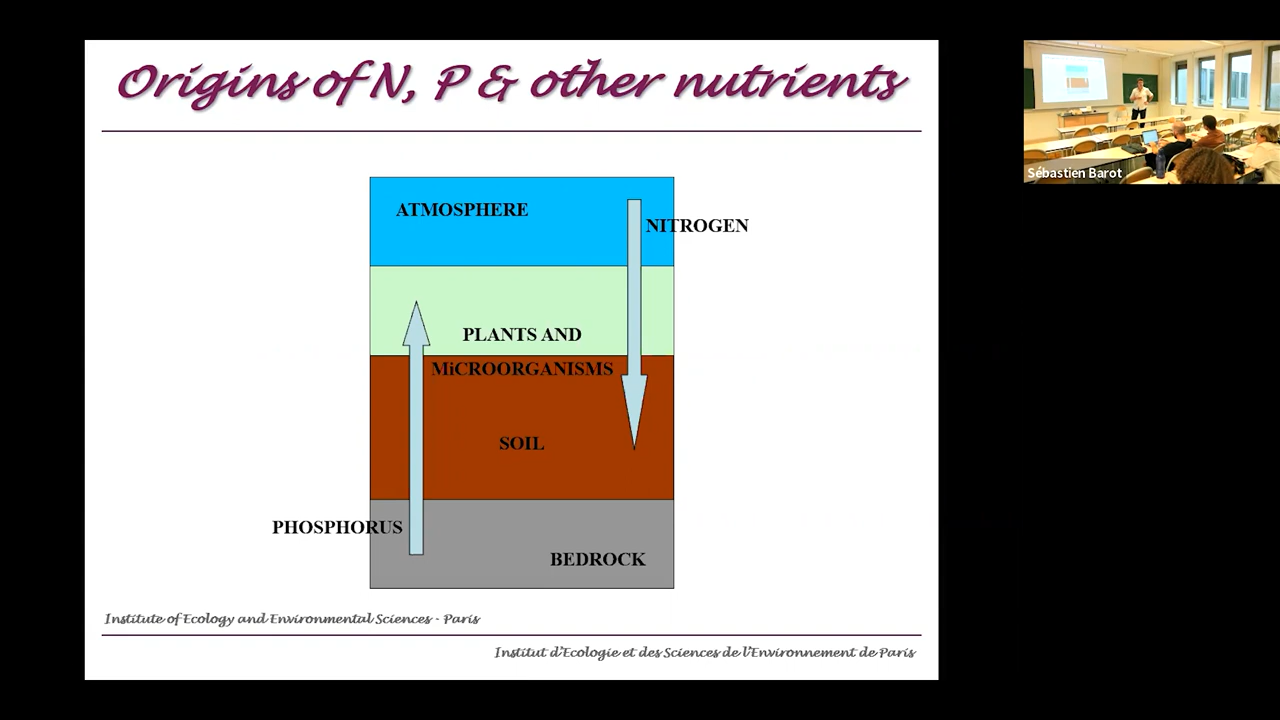 Origins of N, P & other nutrients
ATMOSPHERE
NITROGEN
PLANTS AND
MiCROORGANISMS
SOIL
PHOSPHORUS
BEDROCK
Institute of Ecology and Environmental Sciences - Paris
Institut d'Ecologie et des Sciences de l'Environnement de Paris
Sébastien Barot